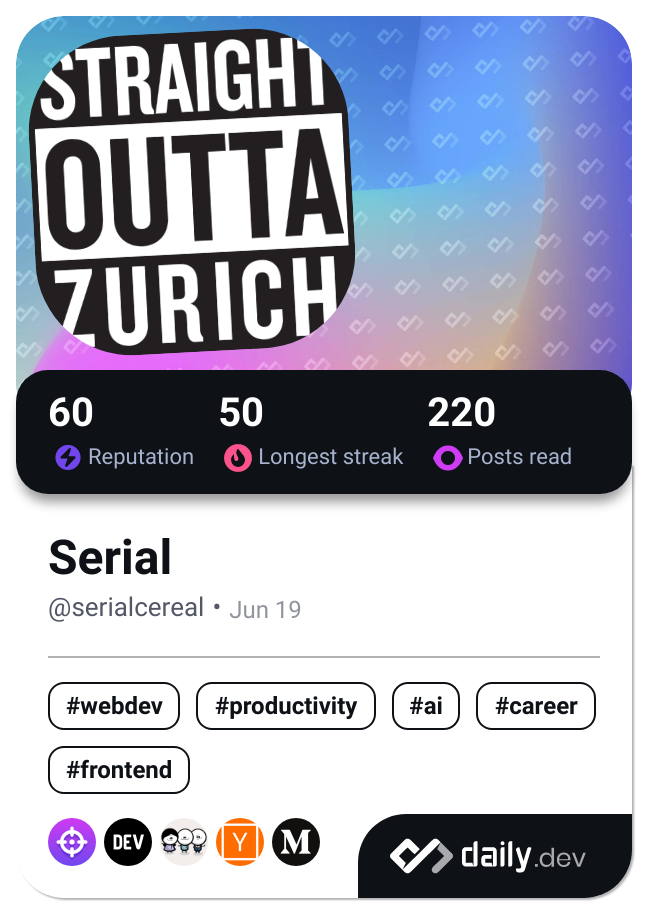 STRAIGHT
OUTTA
ZURICH
60 50 220
Reputation Longest streak Posts read
Serial
@serialcereal • Jun 19
#webdev #productivity #ai #career
#frontend
DEV Y M daily.dev